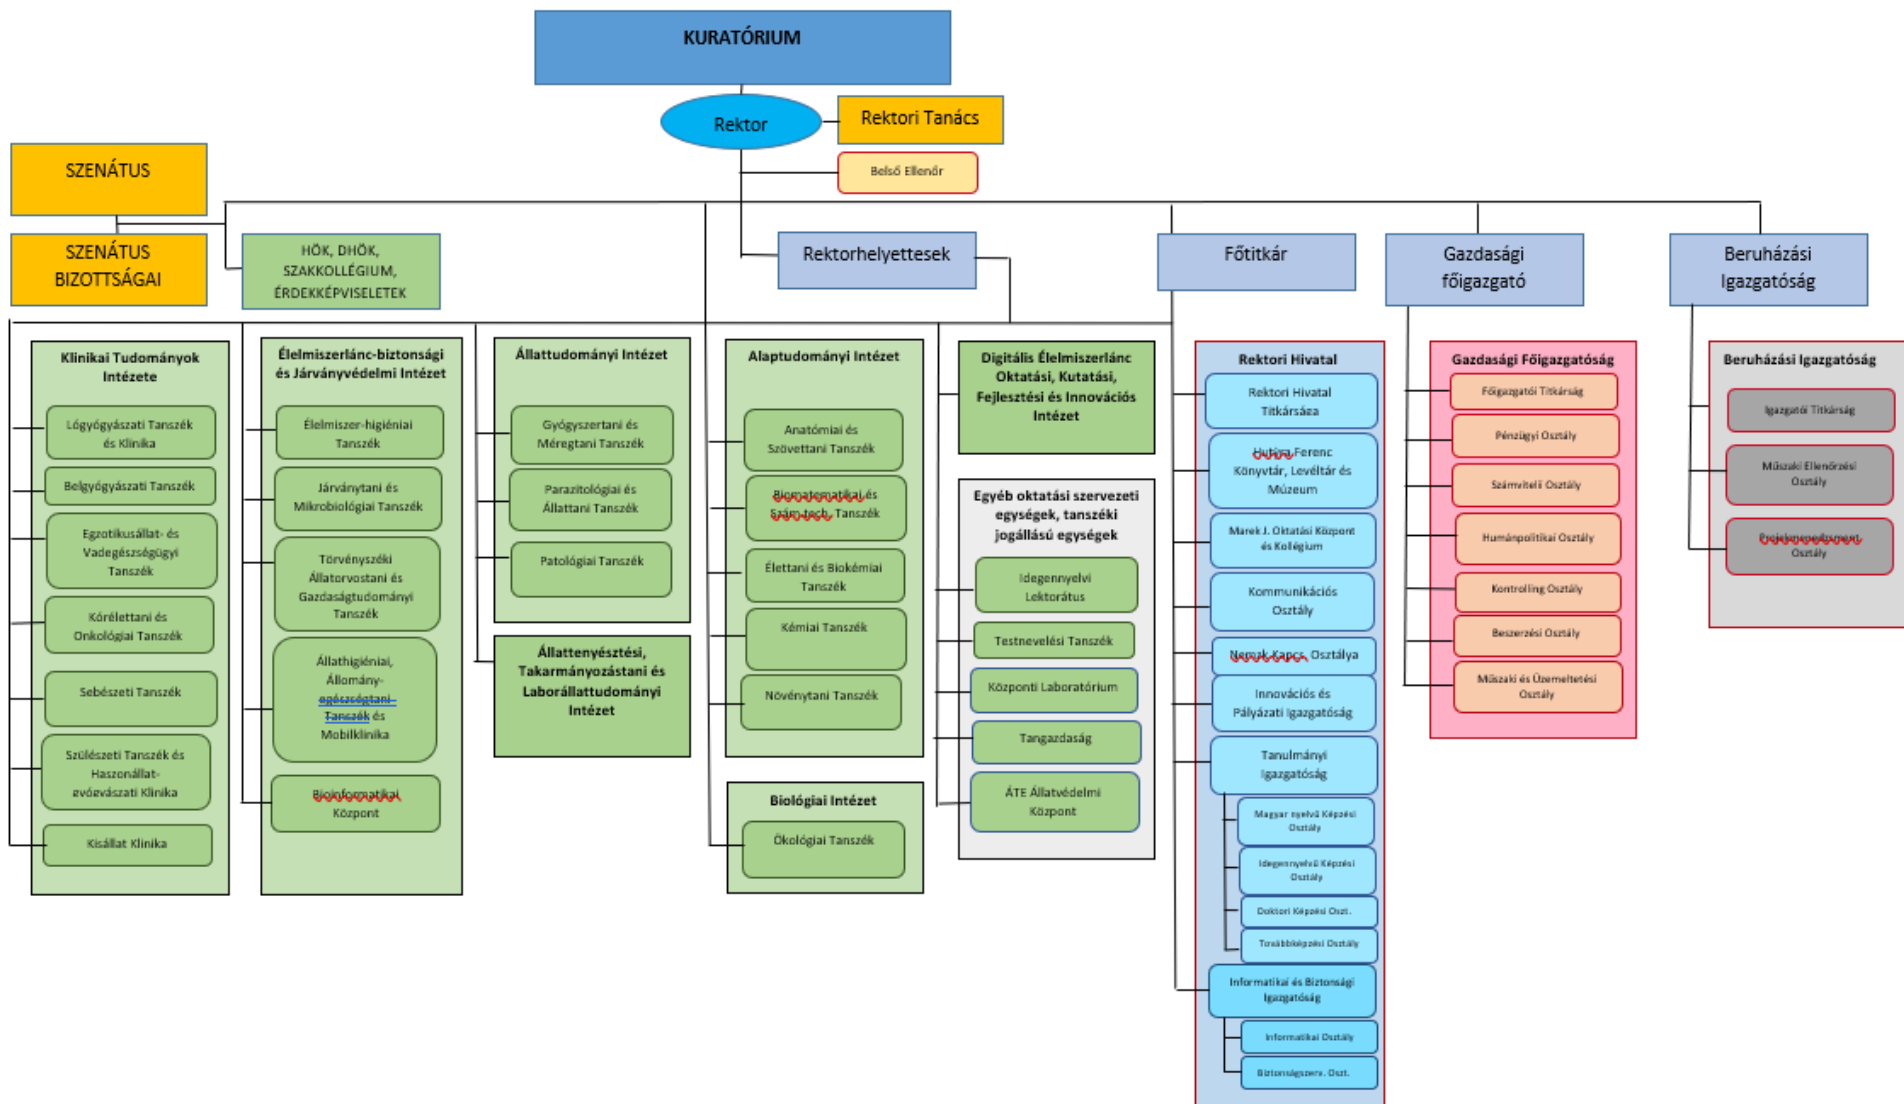 KURATÓRIUM
Rektor
Rektori Tanács
Belső Ellenőr
SZENÁTUS
SZENÁTUS
BIZOTTSÁGAI
HÖK, DHÖK,
SZAKKOLLÉGIUM,
ÉRDEKKÉPVISELETEK
Rektorhelyettesek
Főtitkár
Gazdasági
főigazgató
Beruházási
Igazgatóság
Klinikai Tudományok
Intézete
Lógyógyászati Tanszék
és Klinika
Belgyógyászati Tanszék
Egzotikusállat- és
Vadegészségügyi
Tanszék
Kórélettani és
Onkológiai Tanszék
Sebészeti Tanszék
Szülészeti Tanszék és
Haszonállat-
gyógyászati Klinika
Kisállat Klinika
Élelmiszerlánc-biztonsági
és Járványvédelmi Intézet
Élelmiszer-higiéniai
Tanszék
Járványtani és
Mikrobiológiai Tanszék
Törvényszéki
Állatorvostani és
Gazdaságtudományi
Tanszék
Állathigiéniai,
Állomány-
egészségtani
Tanszék és
Mobilklinika
Bioinformatikai
Központ
Állattudományi Intézet
Gyógyszertani és
Méregtani Tanszék
Parazitológiai és
Állattani Tanszék
Patológiai Tanszék
Állattenyésztési,
Takarmányozástani és
Laborállattudományi
Intézet
Alaptudományi Intézet
Anatómiai és
Szövettani Tanszék
Biomatematikai és
Szám.tech. Tanszék
Élettani és Biokémiai
Tanszék
Kémiai Tanszék
Növénytani Tanszék
Biológiai Intézet
Ökológiai Tanszék
Digitális Élelmiszerlánc
Oktatási, Kutatási,
Fejlesztési és Innovációs
Intézet
Egyéb oktatási szervezeti
egységek, tanszéki
jogállású egységek
Idegennyelvi
Lektorátus
Testnevelési Tanszék
Központi Laboratórium
Tangazdaság
ÁTE Állatvédelmi
Központ
Rektori Hivatal
Rektori Hivatal
Titkársága
Hutÿra Ferenc
Könyvtár, Levéltár és
Múzeum
Marek J. Oktatási Központ
és Kollégium
Kommunikációs
Osztály
Nemzk.Kapcs. Osztálya
Innovációs és
Pályázati Igazgatóság
Tanulmányi
Igazgatóság
Magyar nyelvű Képzési
Osztály
Idegennyelvű Képzési
Osztály
Doktori Képzési Oszt.
Továbbképzési Osztály
Informatikai és Biztonsági
Igazgatóság
Informatikai Osztály
Biztonságszerv. Oszt.
Gazdasági Főigazgatóság
Főigazgatói Titkárság
Pénzügyi Osztály
Számviteli Osztály
Humánpolitikai Osztály
Kontrolling Osztály
Beszerzési Osztály
Műszaki és Üzemeltetési
Osztály
Beruházási Igazgatóság
Igazgatói Titkárság
Műszaki Ellenőrzési
Osztály
Osztály